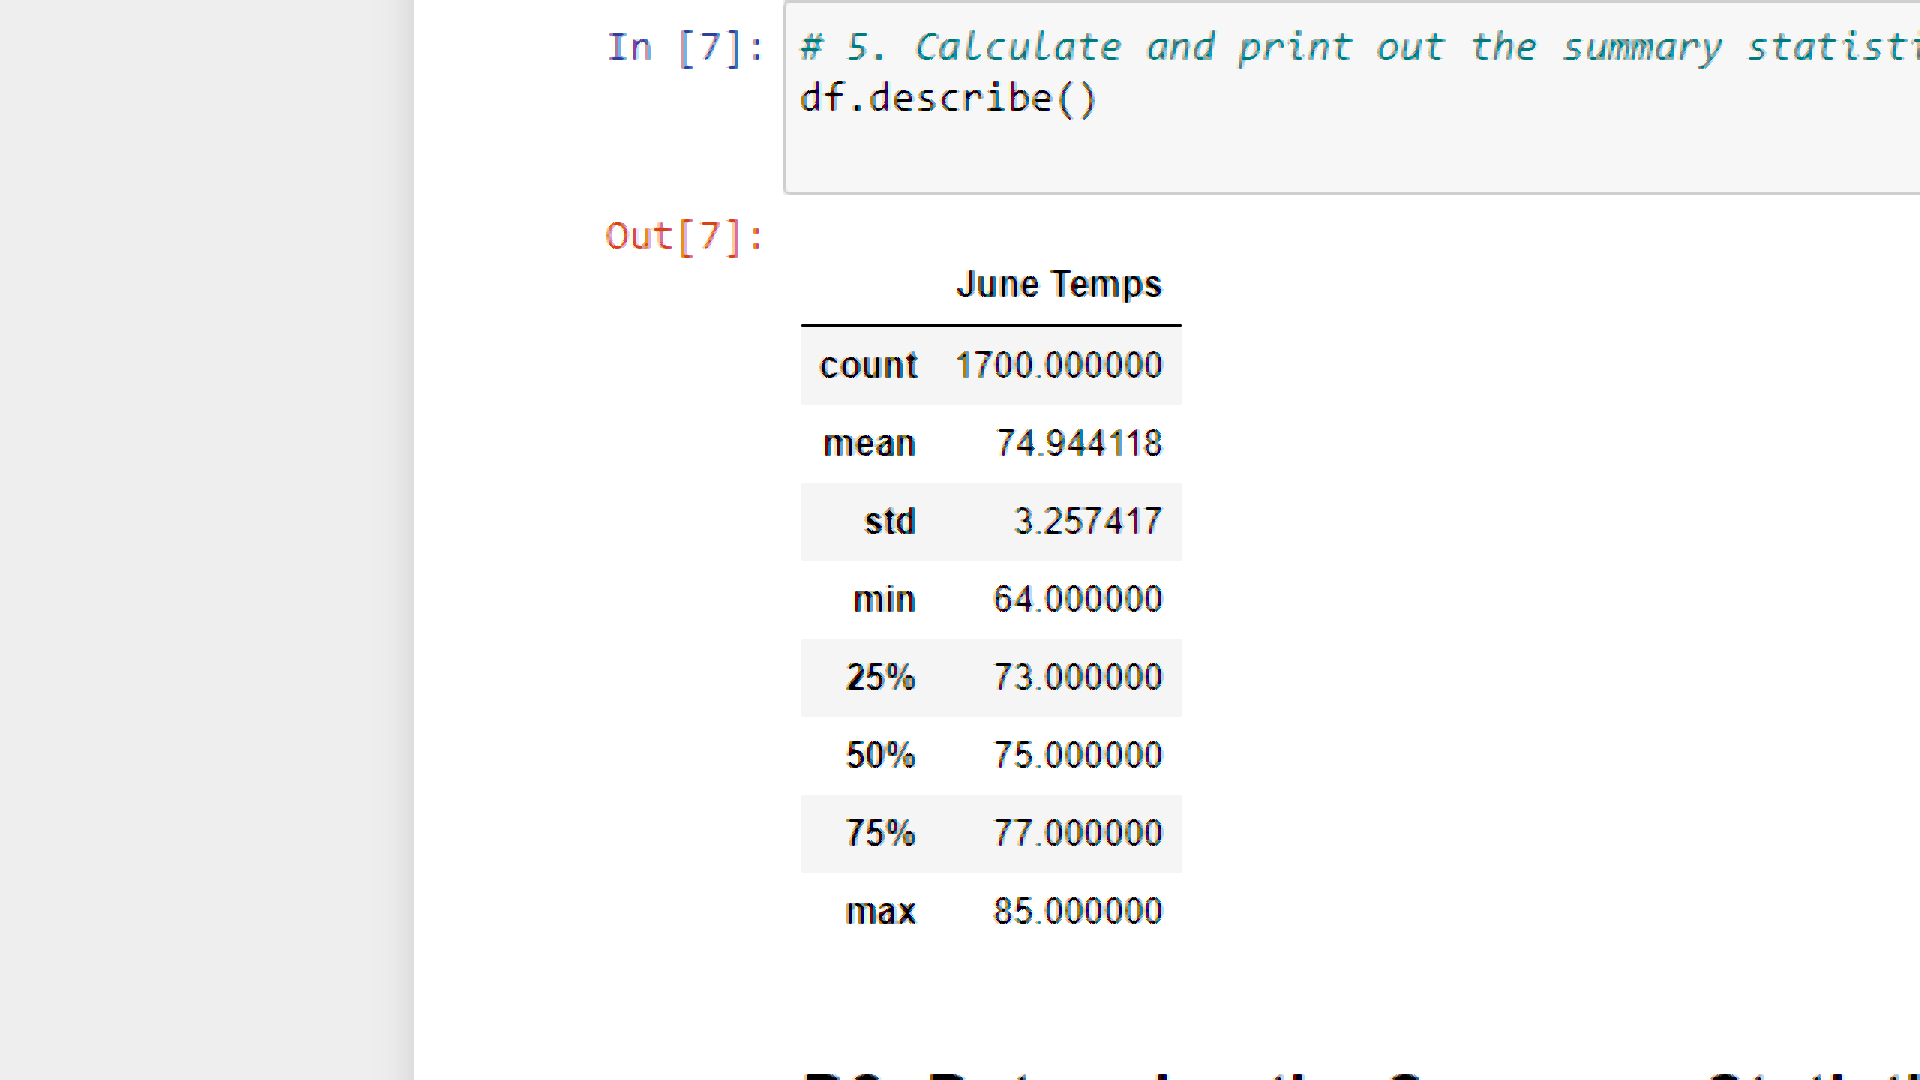 In [7]: # 5. Calculate and print out the summary statisti
df.describe()
Out[7]:
June Temps
count 1700.000000
mean 74.944118
std 3.257417
min 64.000000
25% 73.000000
50% 75.000000
75% 77.000000
max 85.000000